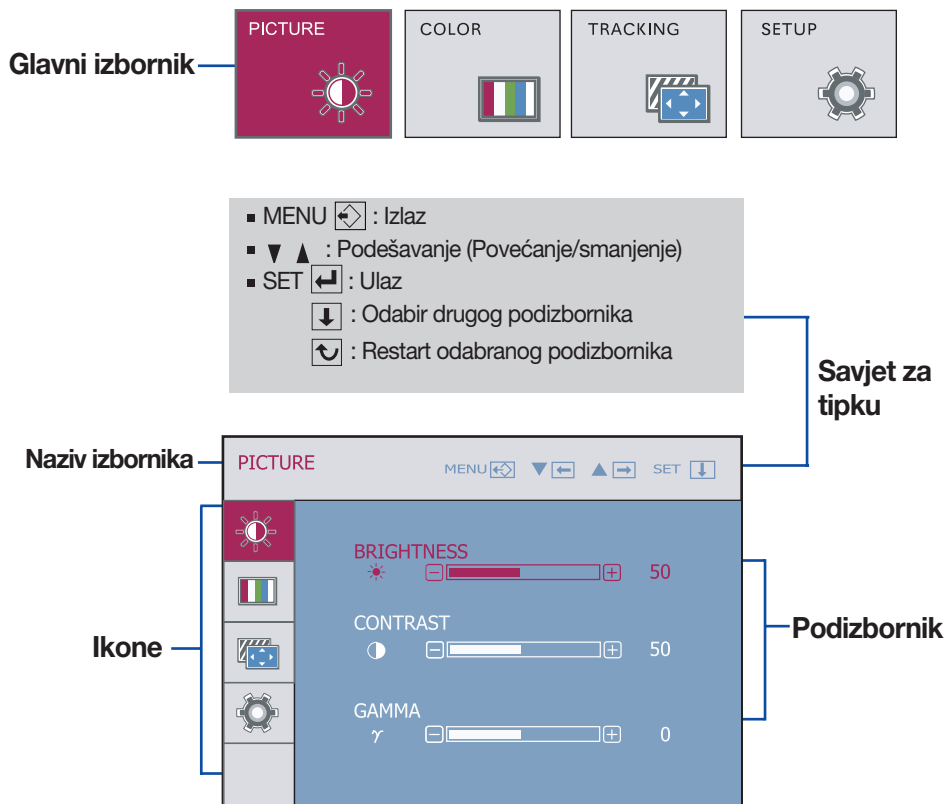 PICTURE COLOR TRACKING SETUP
Glavni izbornik
MENU : Izlaz
▼ ▲ : Podešavanje (Povećanje/smanjenje)
SET : Ulaz
: Odabir drugog podizbornika
: Restart odabranog podizbornika
Savjet za
tipku
Naziv izbornika
PICTURE MENU ▼ ▲ SET
BRIGHTNESS
50
CONTRAST
50
Ikone
Podizbornik
GAMMA
γ 0